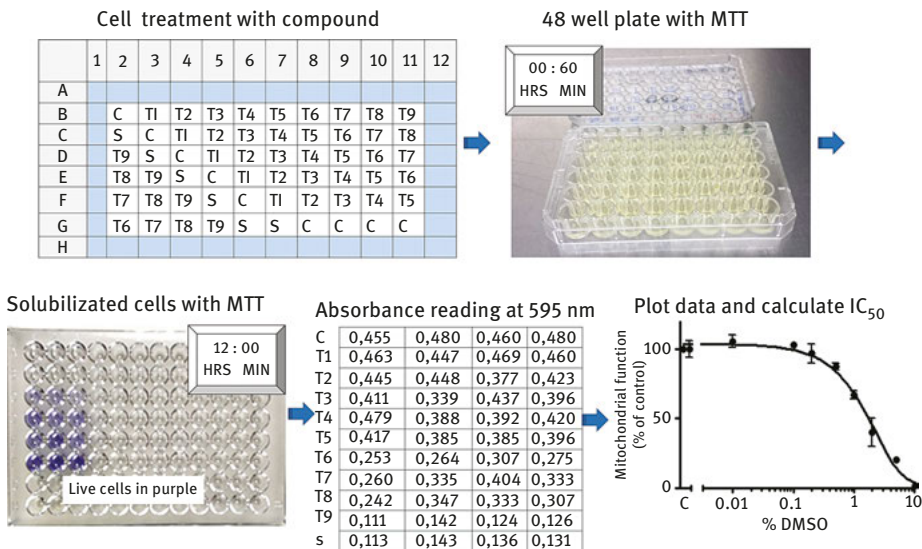 Cell treatment with compound
1 2 3 4 5 6 7 8 9 10 11 12
A
B C TI T2 T3 T4 T5 T6 T7 T8 T9
C S C TI T2 T3 T4 T5 T6 T7 T8
D T9 S C TI T2 T3 T4 T5 T6 T7
E T8 T9 S C TI T2 T3 T4 T5 T6
F T7 T8 T9 S C TI T2 T3 T4 T5
G T6 T7 T8 T9 S S C C C C
H
48 well plate with MTT
00 : 60
HRS MIN
Solubilizated cells with MTT
12 : 00
HRS MIN
Live cells in purple
Absorbance reading at 595 nm
C 0,455 0,480 0,460 0,480
T1 0,463 0,447 0,469 0,460
T2 0,445 0,448 0,377 0,423
T3 0,411 0,339 0,437 0,396
T4 0,479 0,388 0,392 0,420
T5 0,417 0,385 0,385 0,396
T6 0,253 0,264 0,307 0,275
T7 0,260 0,335 0,404 0,333
T8 0,242 0,347 0,333 0,307
T9 0,111 0,142 0,124 0,126
s 0,113 0,143 0,136 0,131
Plot data and calculate IC50
Mitochondrial function
(% of control)
100
50
0
C 0.01 0.1 1 10
% DMSO